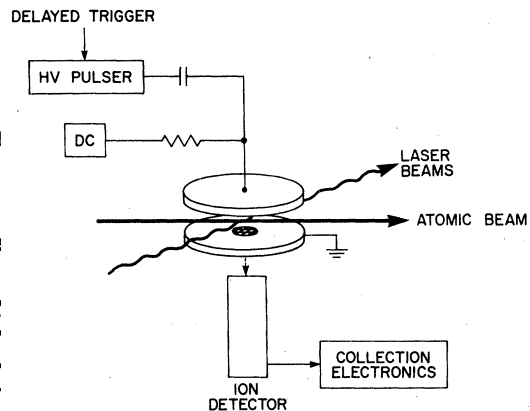 DELAYED TRIGGER
HV PULSER
DC
LASER
BEAMS
ATOMIC BEAM
ION
DETECTOR
COLLECTION
ELECTRONICS